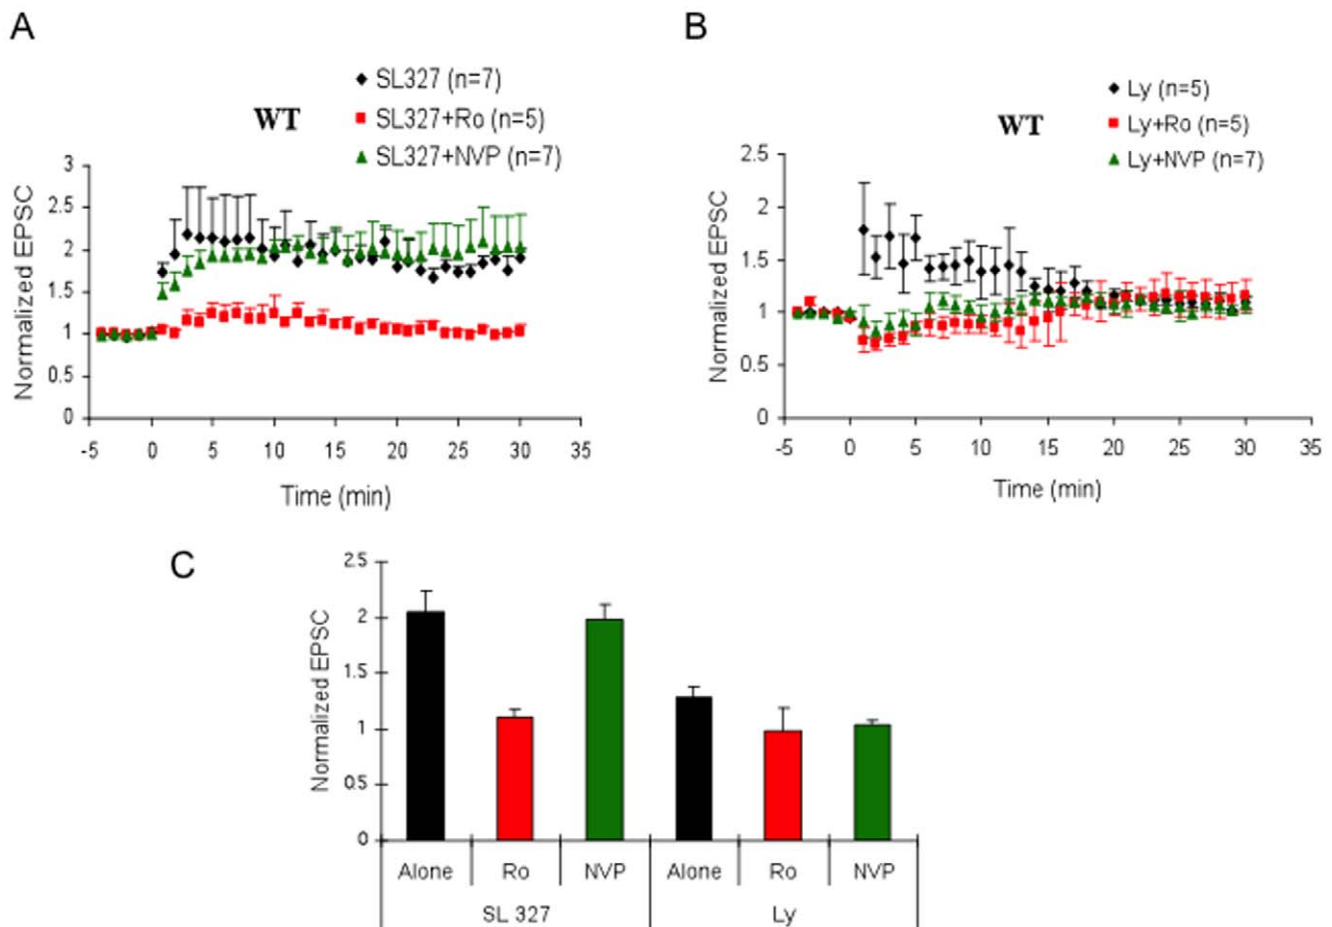 A
SL327 (n=7)
WT
SL327+Ro (n=5)
SL327+NVP (n=7)
3
2.5
2
1.5
1
0.5
0
Normalized EPSC
-5 0 5 10 15 20 25 30 35
Time (min)
B
Ly (n=5)
WT
Ly+Ro (n=5)
Ly+NVP (n=7)
2.5
2
1.5
1
0.5
0
Normalized EPSC
-5 0 5 10 15 20 25 30 35
Time (min)
C
2.5
2
1.5
1
0.5
0
Normalized EPSC
Alone Ro NVP Alone Ro NVP
SL 327 Ly